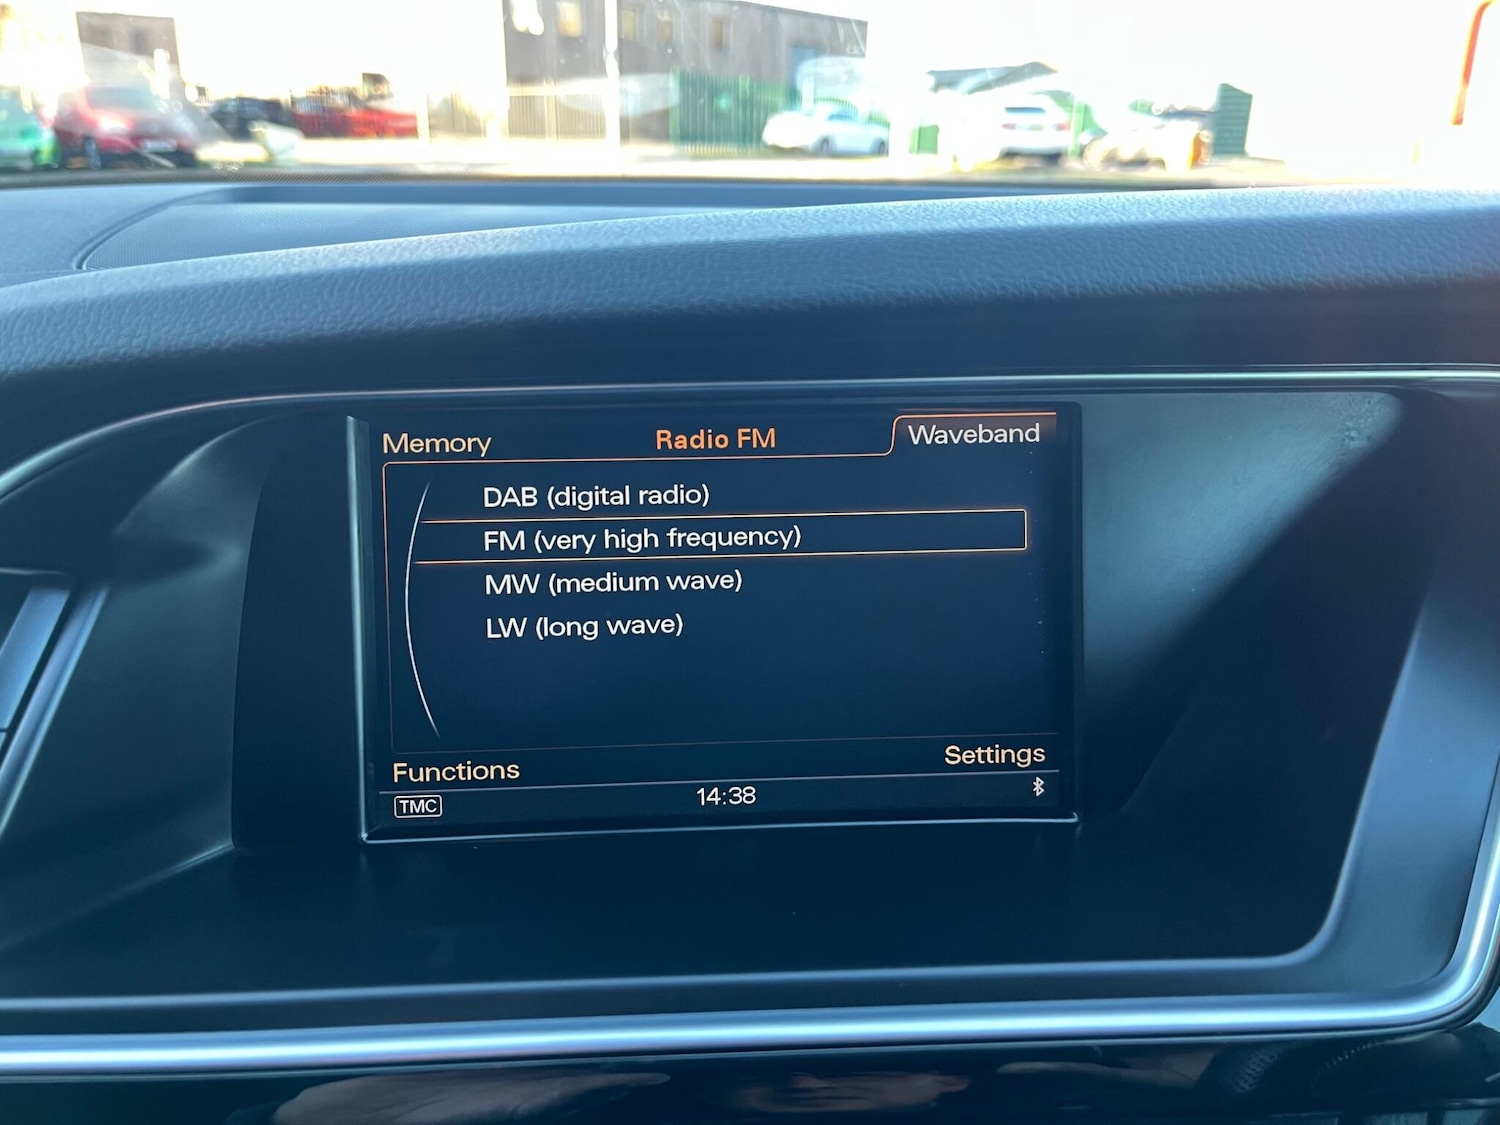 Memory Radio FM Waveband
DAB (digital radio)
FM (very high frequency)
MW (medium wave)
LW (long wave)
Functions Settings
TMC 14:38